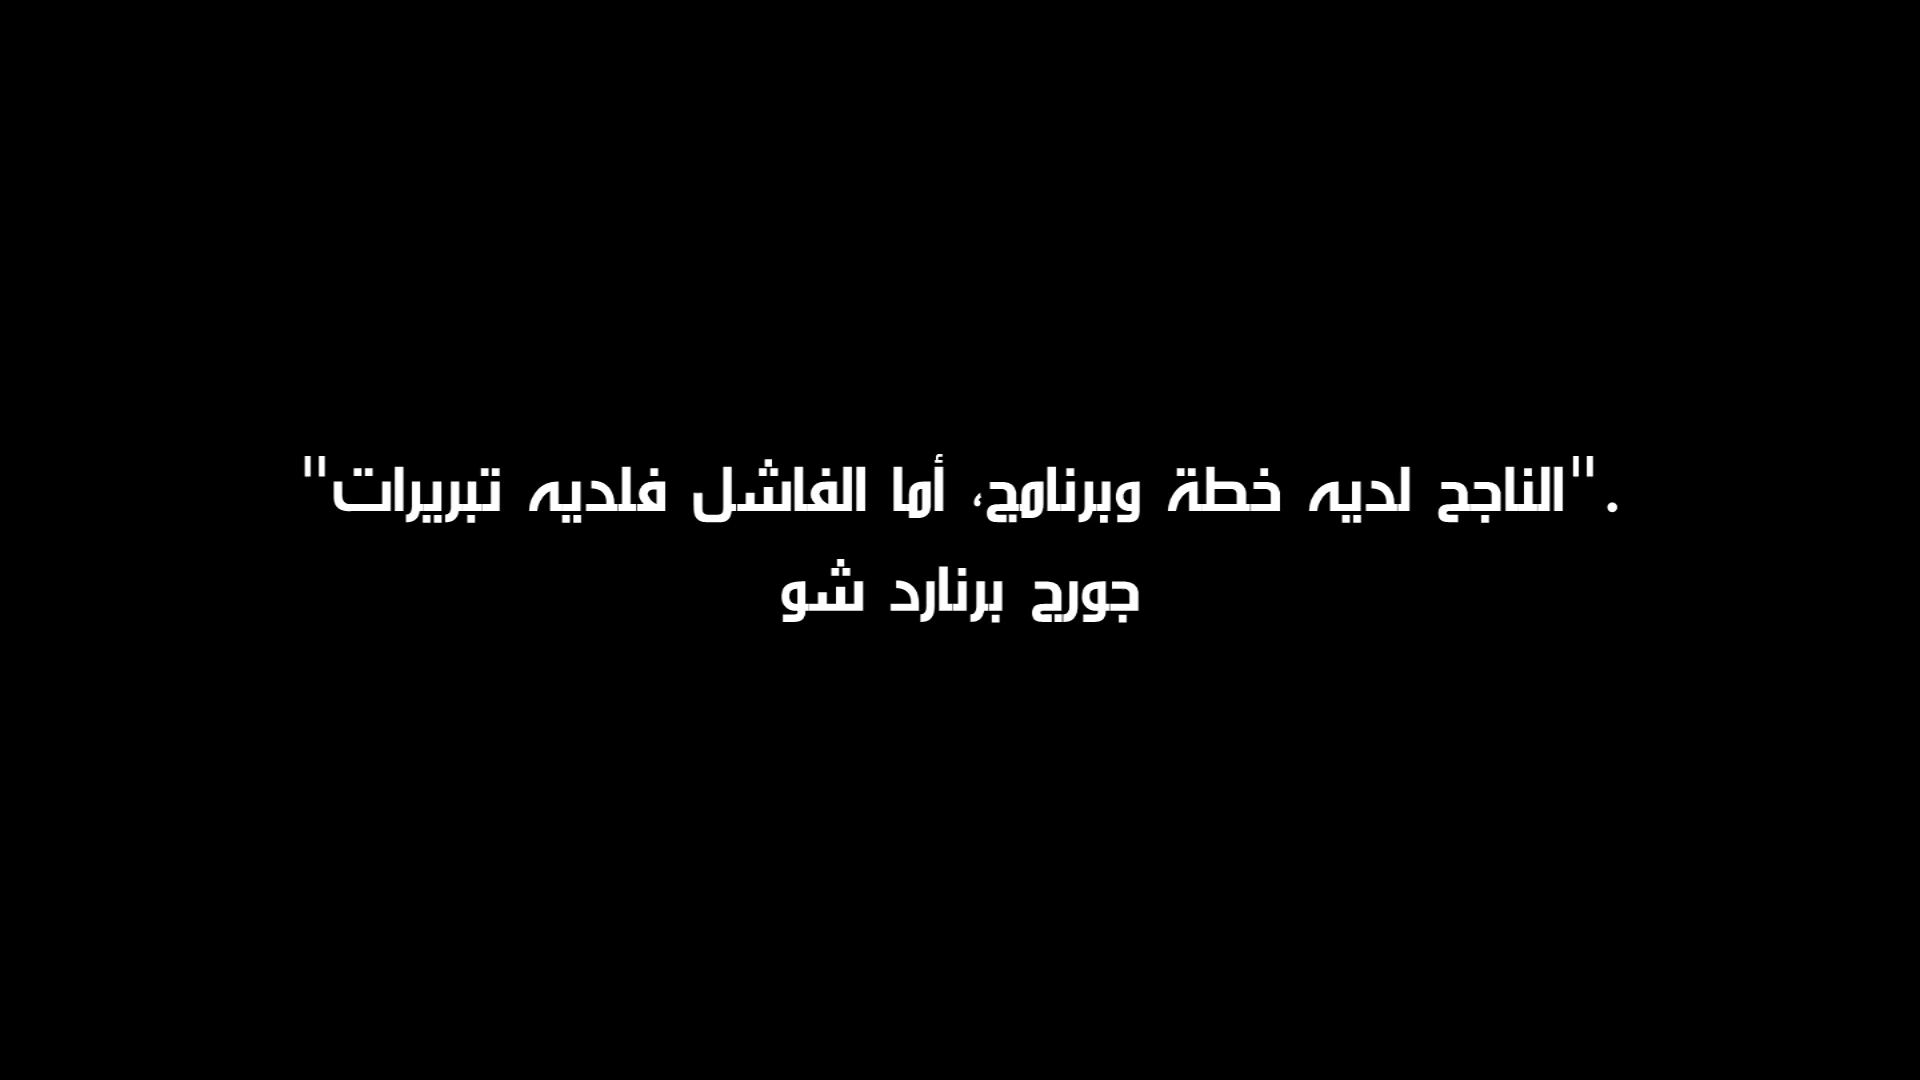 ."الناجح لديه خطة وبرنامج، أما الفاشل فلديه تبريرات"
جورج برنارد شو